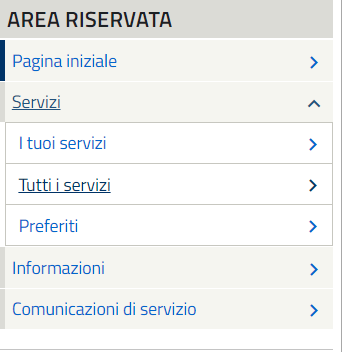 AREA RISERVATA
Pagina iniziale
Servizi
I tuoi servizi
Tutti i servizi
Preferiti
Informazioni
Comunicazioni di servizio